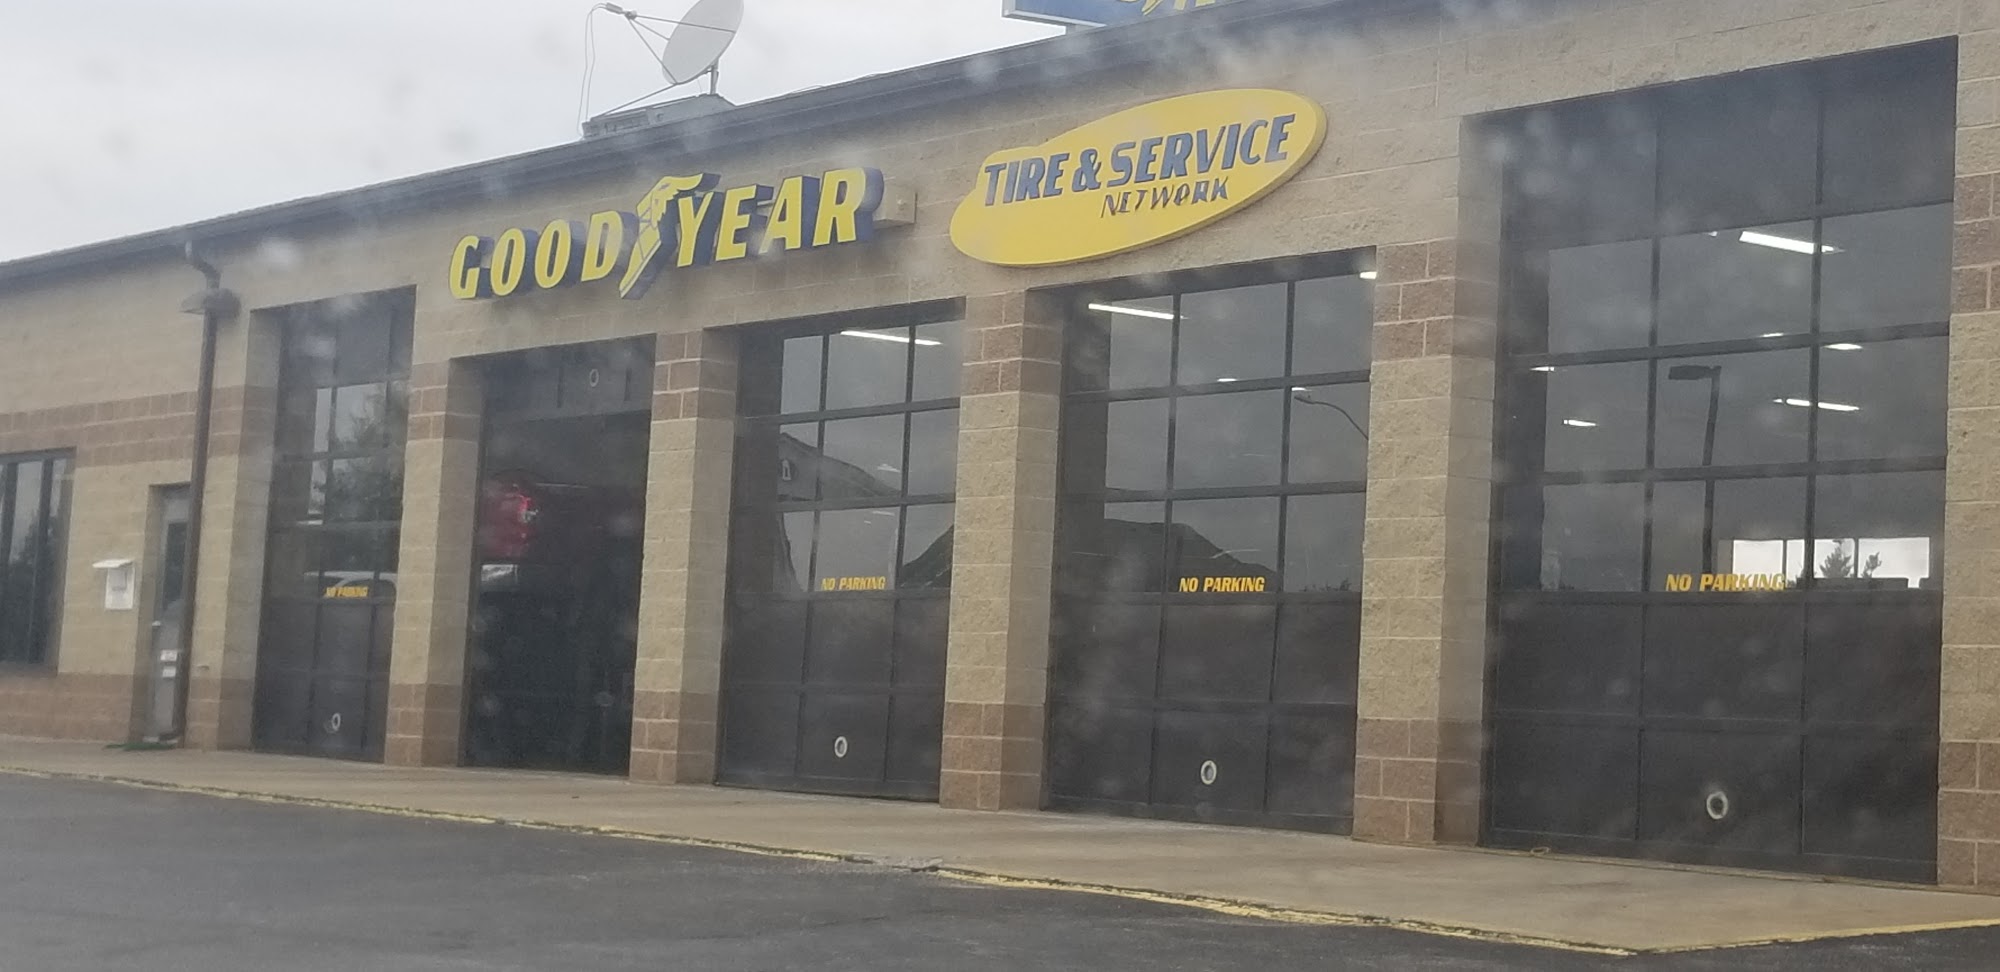 GOODYEAR
TIRE & SERVICE
NETWORK
NO PARKING
NO PARKING
NO PARKING
NO PARKING